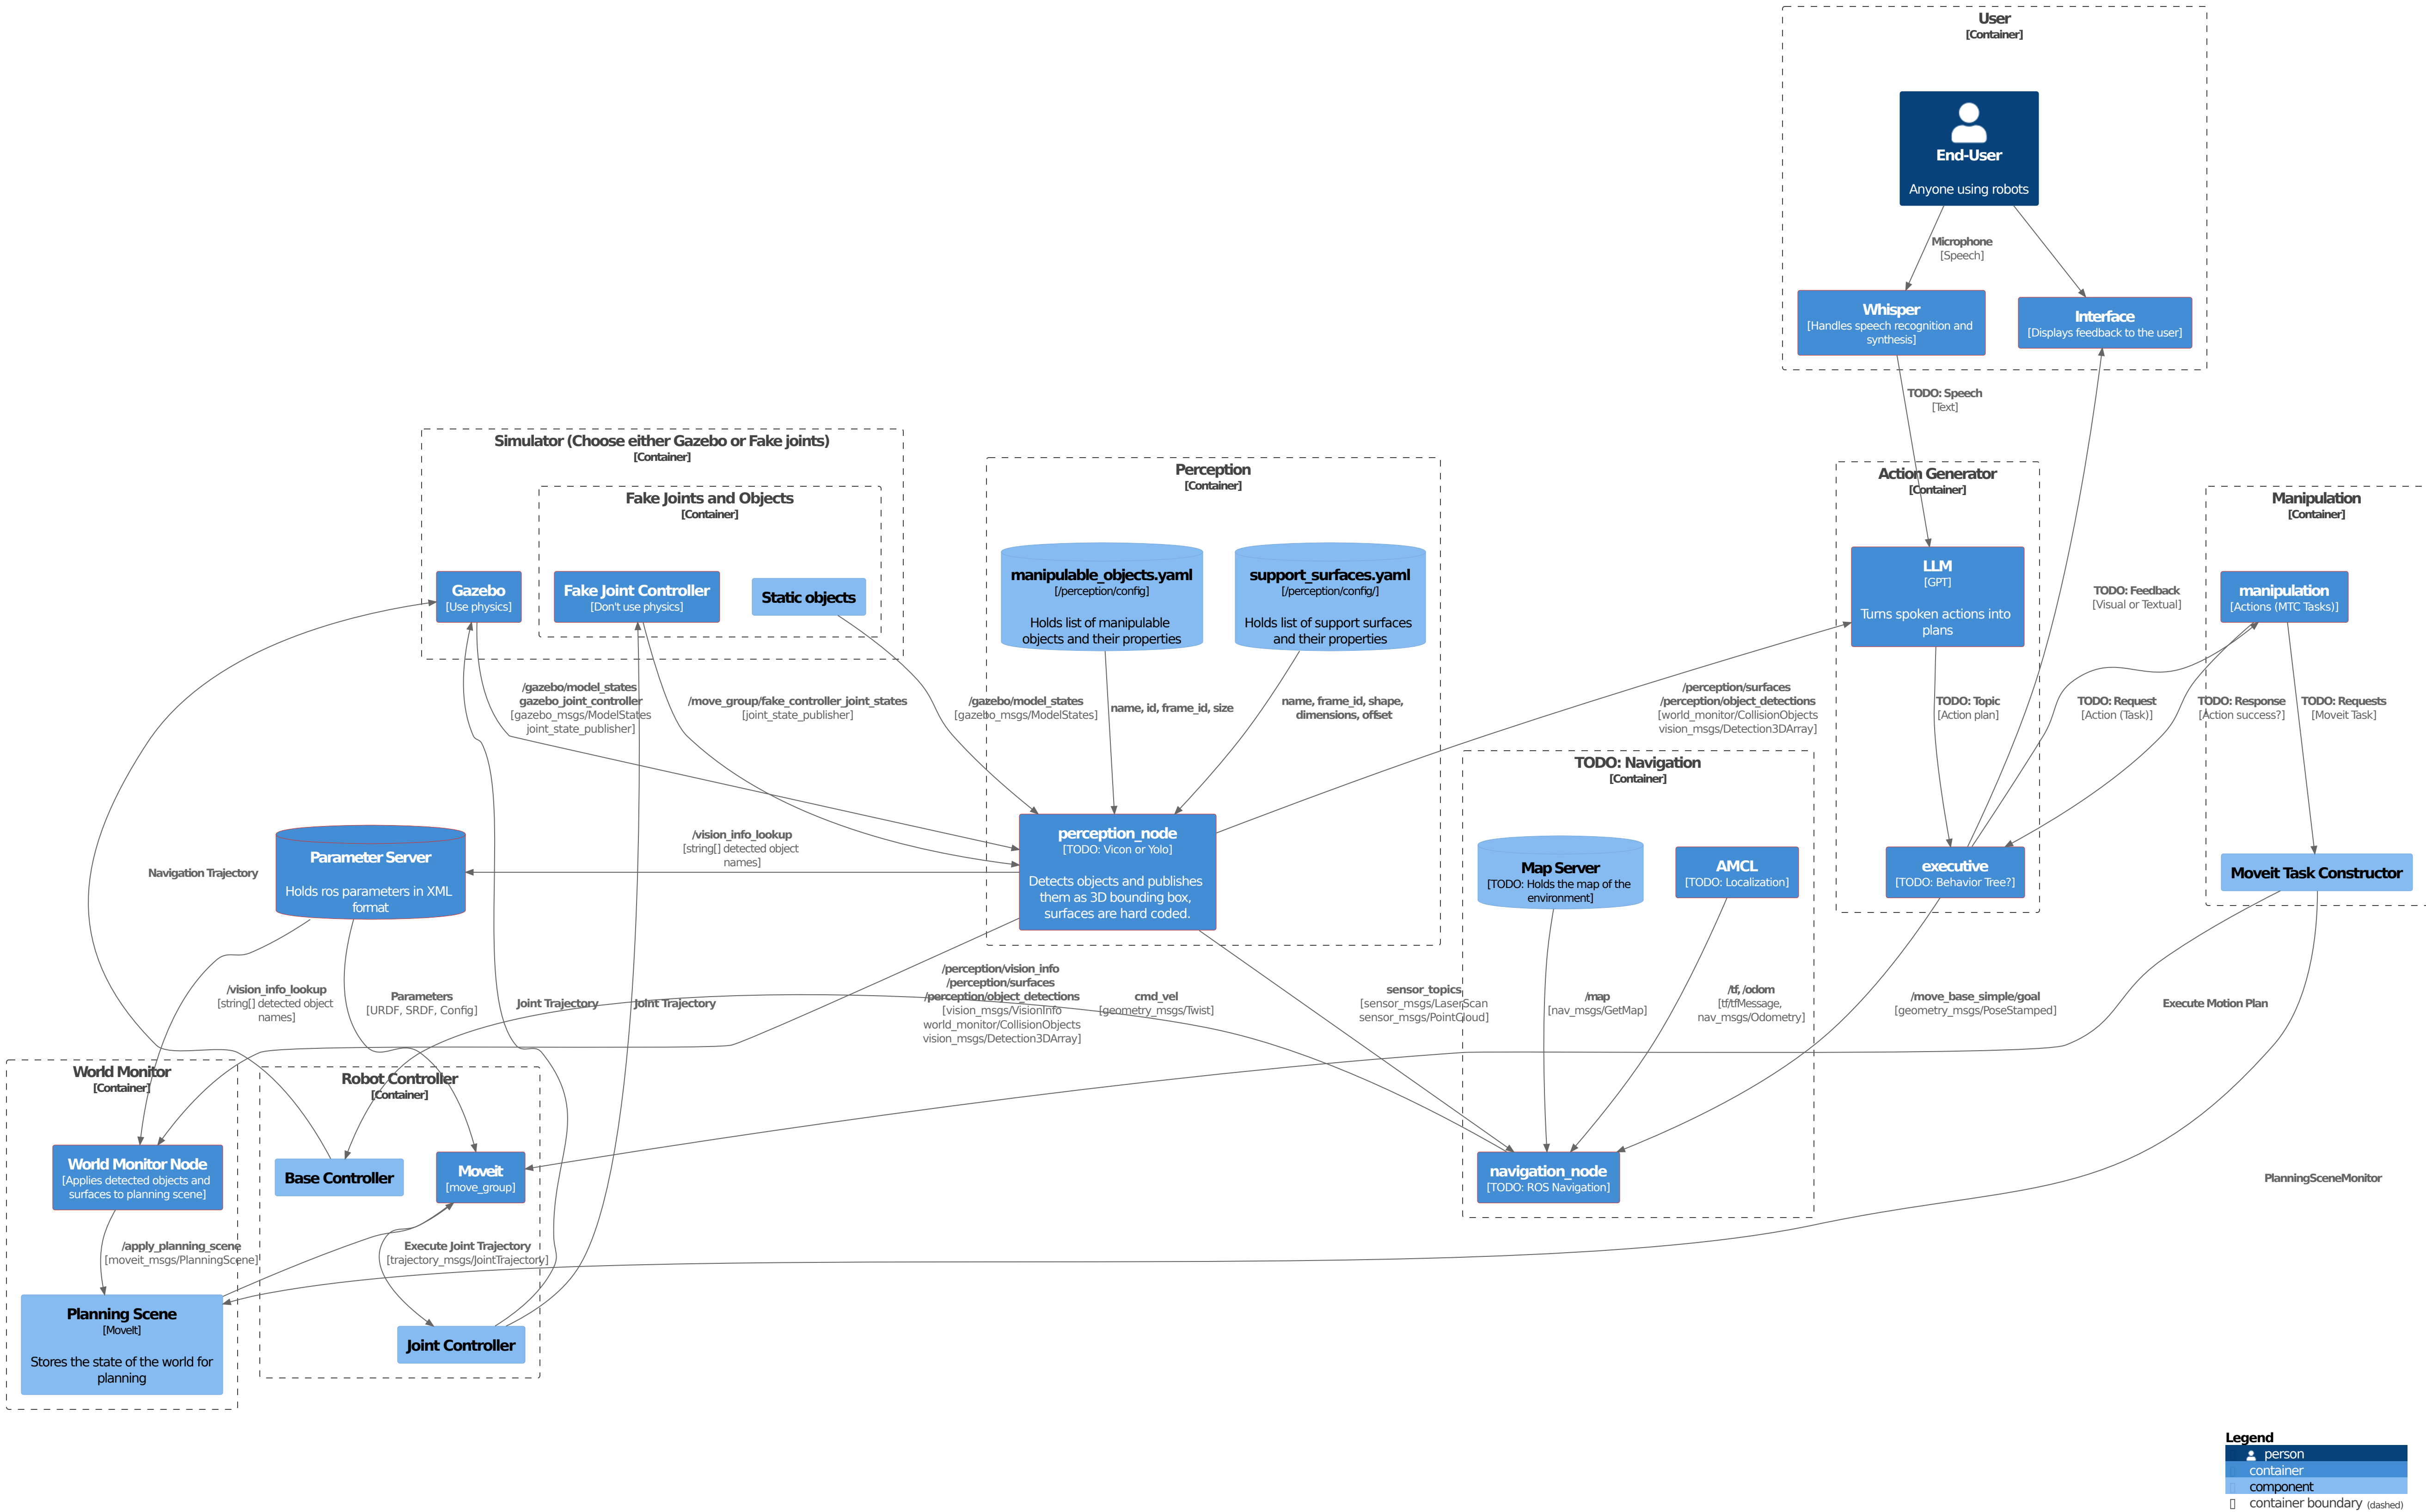 User
[Container]
End-User
Anyone using robots
Microphone
[Speech]
Whisper
[Handles speech recognition and
synthesis]
Interface
[Displays feedback to the user]
TODO: Speech
[Text]
Simulator (Choose either Gazebo or Fake joints)
[Container]
Fake Joints and Objects
[Container]
Gazebo
[Use physics]
Fake Joint Controller
[Don't use physics]
Static objects
Perception
[Container]
manipulable_objects.yaml
[/perception/config]
Holds list of manipulable
objects and their properties
support_surfaces.yaml
[/perception/config/]
Holds list of support surfaces
and their properties
Action Generator
[Container]
LLM
[GPT]
Turns spoken actions into
plans
TODO: Feedback
[Visual or Textual]
Manipulation
[Container]
manipulation
[Actions (MTC Tasks)]
/gazebo/model_states
gazebo_joint_controller
[gazebo_msgs/ModelStates
joint_state_publisher]
/move_group/fake_controller_joint_states
[joint_state_publisher]
/gazebo/model_states
[gazebo_msgs/ModelStates]
name, id, frame_id, size
name, frame_id, shape,
dimensions, offset
/perception/surfaces
/perception/object_detections
[world_monitor/CollisionObjects
vision_msgs/Detection3DArray]
TODO: Topic
[Action plan]
TODO: Request
[Action (Task)]
TODO: Response
[Action success?]
TODO: Requests
[Moveit Task]
TODO: Navigation
[Container]
Parameter Server
Holds ros parameters in XML
format
/vision_info_lookup
[string[] detected object
names]
perception_node
[TODO: Vicon or Yolo]
Detects objects and publishes
them as 3D bounding box,
surfaces are hard coded.
Map Server
[TODO: Holds the map of the
environment]
AMCL
[TODO: Localization]
executive
[TODO: Behavior Tree?]
Moveit Task Constructor
Navigation Trajectory
/vision_info_lookup
[string[] detected object
names]
Parameters
[URDF, SRDF, Config]
Joint Trajectory
Joint Trajectory
/perception/vision_info
/perception/surfaces
/perception/object_detections
[vision_msgs/VisionInfo
world_monitor/CollisionObjects
vision_msgs/Detection3DArray]
cmd_vel
[geometry_msgs/Twist]
sensor_topics
[sensor_msgs/LaserScan
sensor_msgs/PointCloud]
/map
[nav_msgs/GetMap]
/tf, /odom
[tf/tfMessage,
nav_msgs/Odometry]
/move_base_simple/goal
[geometry_msgs/PoseStamped]
Execute Motion Plan
World Monitor
[Container]
World Monitor Node
[Applies detected objects and
surfaces to planning scene]
Robot Controller
[Container]
Base Controller
Moveit
[move_group]
navigation_node
[TODO: ROS Navigation]
PlanningSceneMonitor
/apply_planning_scene
[moveit_msgs/PlanningScene]
Execute Joint Trajectory
[trajectory_msgs/JointTrajectory]
Planning Scene
[MoveIt]
Stores the state of the world for
planning
Joint Controller
Legend
person
container
component
container boundary (dashed)